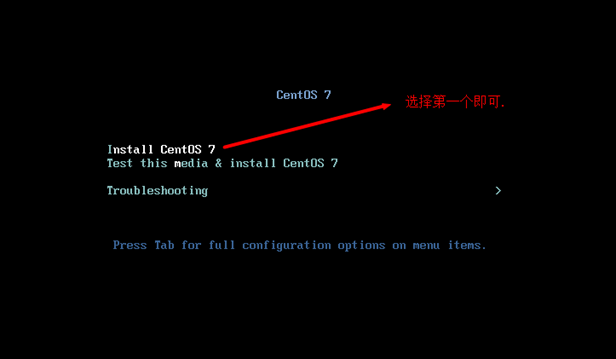 CentOS 7
选择第一个即可.
Install CentOS 7
Test this media & install CentOS 7
Troubleshooting >
Press Tab for full configuration options on menu items.